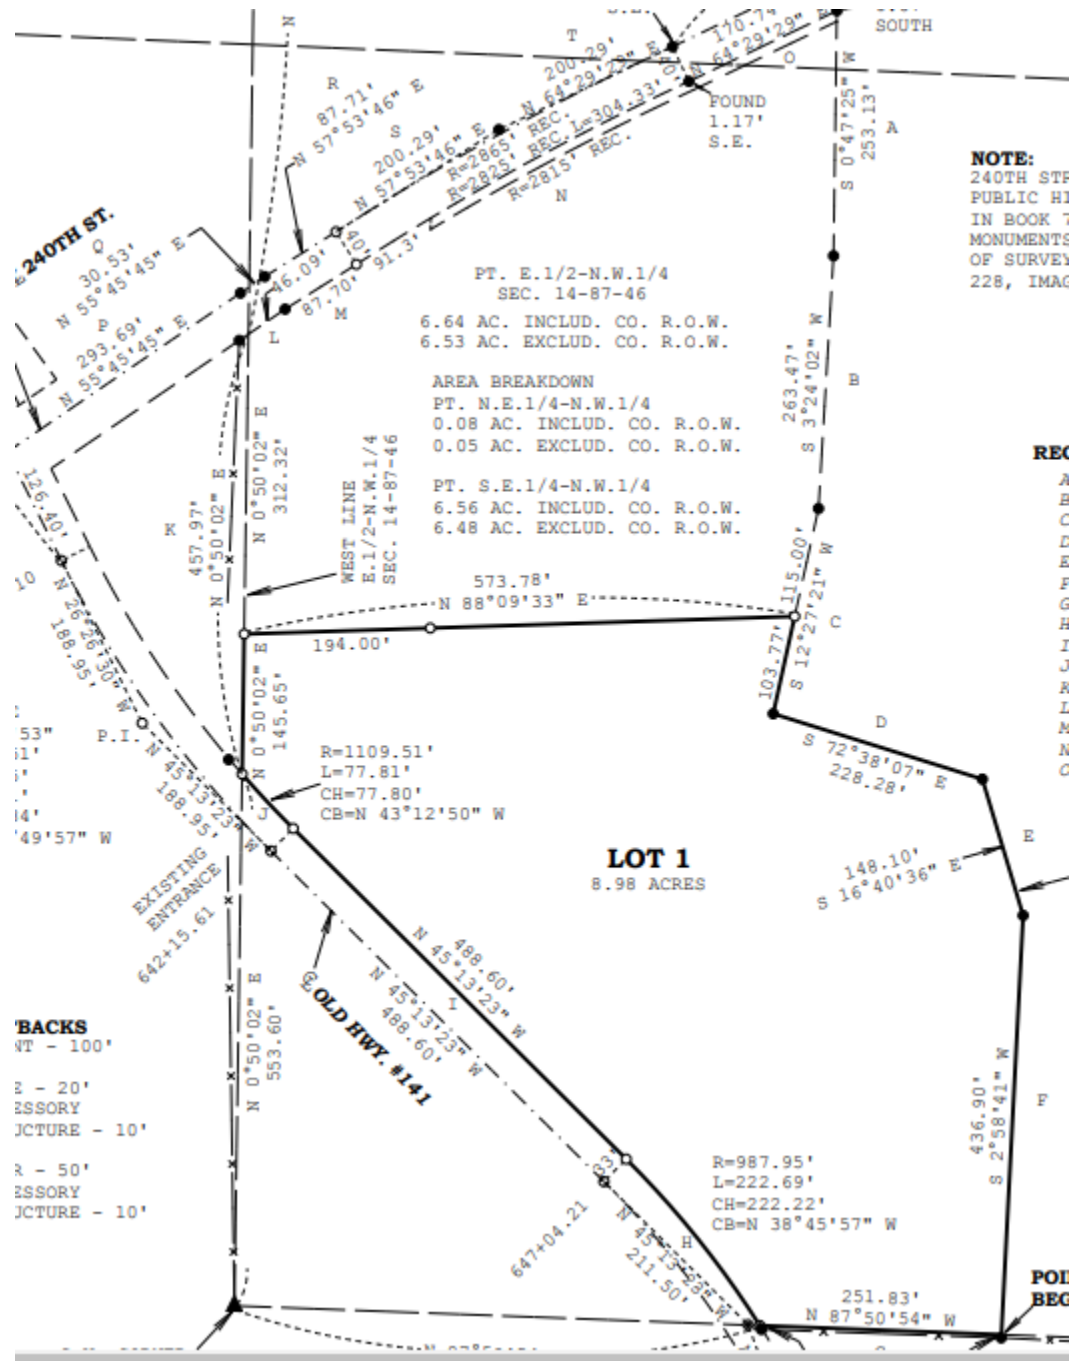 SOUTH
T
170.79'
N 64°29'29" E
O
200.29'
N 64°29'29" E
40'
R
87.71'
N 57°53'46" E
S
200.29'
N 57°53'46" E
R=2865' REC.
R=2825' REC. L=304.33'
R=2815' REC.
N
FOUND
1.17'
S.E.
S 0°47'25" W
253.13'
A
NOTE:
240TH STR
PUBLIC HI
IN BOOK 7
MONUMENTS
OF SURVEY
228, IMAG
240TH ST.
Q
30.53'
N 55°45'45" E
P
293.69'
N 55°45'45" E
46.09'
40'
91.3'
87.70'
M
L
PT. E.1/2-N.W.1/4
SEC. 14-87-46
6.64 AC. INCLUD. CO. R.O.W.
6.53 AC. EXCLUD. CO. R.O.W.
AREA BREAKDOWN
PT. N.E.1/4-N.W.1/4
0.08 AC. INCLUD. CO. R.O.W.
0.05 AC. EXCLUD. CO. R.O.W.
PT. S.E.1/4-N.W.1/4
6.56 AC. INCLUD. CO. R.O.W.
6.48 AC. EXCLUD. CO. R.O.W.
263.47'
S 3°24'02" W
B
REC
K
457.97'
N 0°50'02" E
N 0°50'02" E
312.32'
WEST LINE
E.1/2-N.W.1/4
SEC. 14-87-46
126.40'
10
N 26°26'30" W
188.95'
573.78'
N 88°09'33" E
194.00'
115.00'
S 12°27'21" W
103.77'
C
N 0°50'02" E
145.65'
P.I.
N 45°13'23" W
188.95'
53"
51'
49'57" W
R=1109.51'
L=77.81'
CH=77.80'
CB=N 43°12'50" W
J
D
S 72°38'07" E
228.28'
E
148.10'
S 16°40'36" E
LOT 1
8.98 ACRES
EXISTING
ENTRANCE
642+15.61
488.60'
N 45°13'23" W
I
N 45°13'23" W
488.60'
OLD HWY. #141
N 0°50'02" E
553.60'
BACKS
NT - 100'
E - 20'
ESSORY
UCTURE - 10'
R - 50'
ESSORY
UCTURE - 10'
436.90'
S 2°58'41" W
F
33'
R=987.95'
L=222.69'
CH=222.22'
CB=N 38°45'57" W
647+04.21
H
N 45°13'23" W
211.50'
251.83'
N 87°50'54" W
POI
BEG